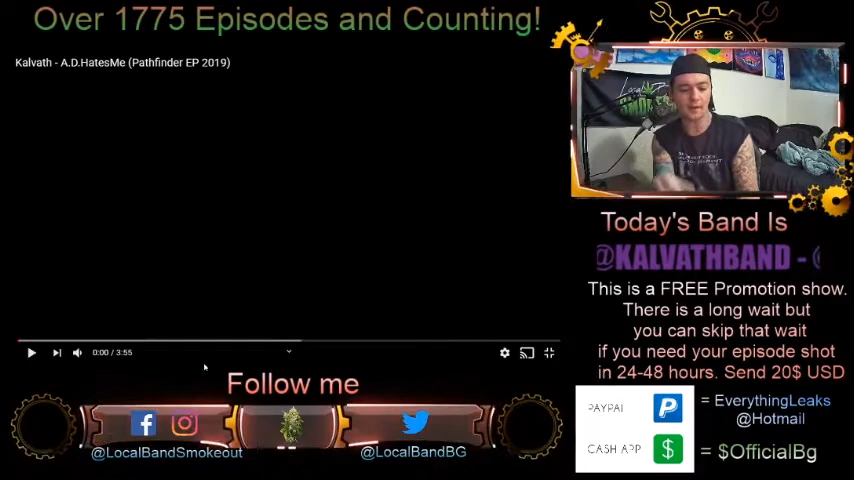 Over 1775 Episodes and Counting!
Kalvath - A.D.HatesMe (Pathfinder EP 2019)
Today's Band Is
@KALVATHBAND -
This is a FREE Promotion show.
There is a long wait but
you can skip that wait
if you need your episode shot
in 24-48 hours. Send 20$ USD
0:00 / 3:55
Follow me
@LocalBandSmokeout
@LocalBandBG
PAYPAL
= EverythingLeaks
@Hotmail
CASH APP
= $OfficialBg